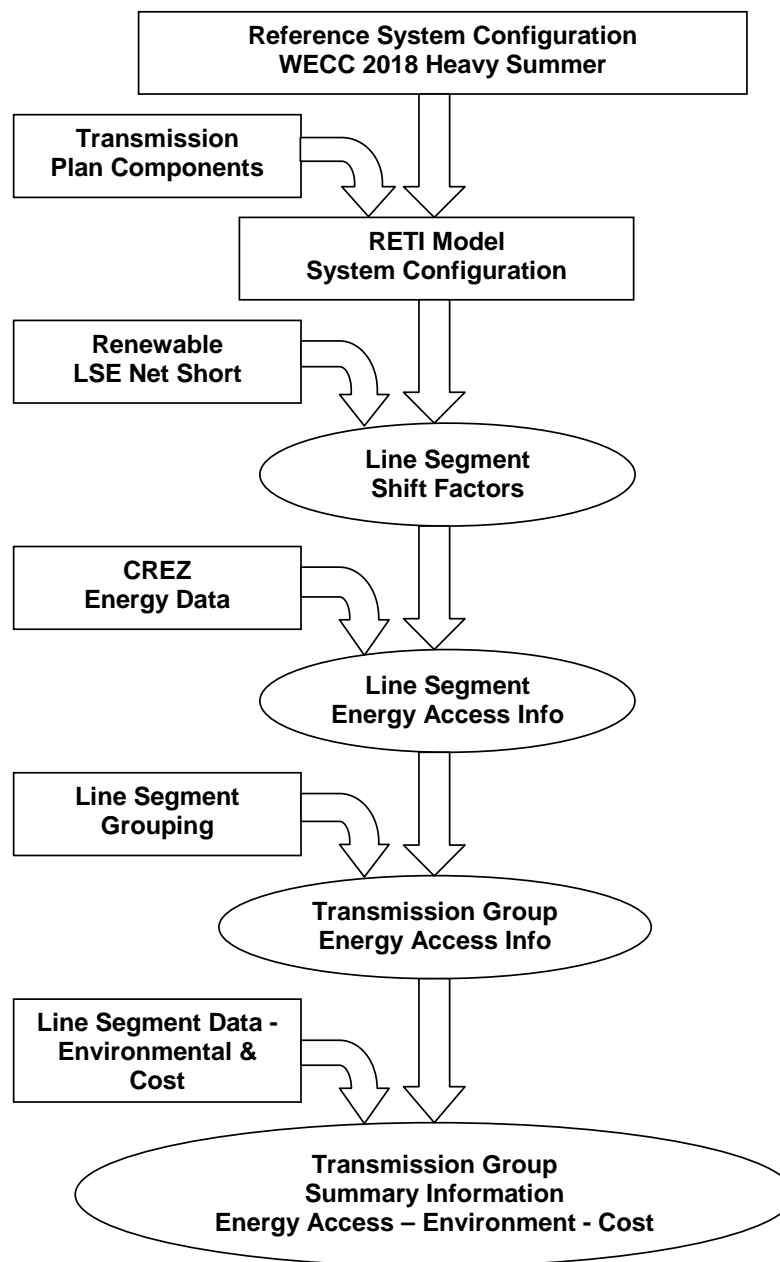 Reference System Configuration
WECC 2018 Heavy Summer
Transmission
Plan Components
RETI Model
System Configuration
Renewable
LSE Net Short
Line Segment
Shift Factors
CREZ
Energy Data
Line Segment
Energy Access Info
Line Segment
Grouping
Transmission Group
Energy Access Info
Line Segment Data -
Environmental &
Cost
Transmission Group
Summary Information
Energy Access – Environment - Cost